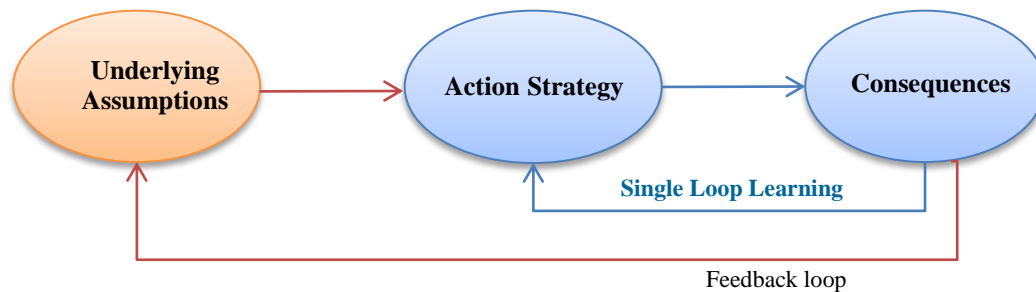 Underlying
Assumptions
Action Strategy
Consequences
Single Loop Learning
Feedback loop